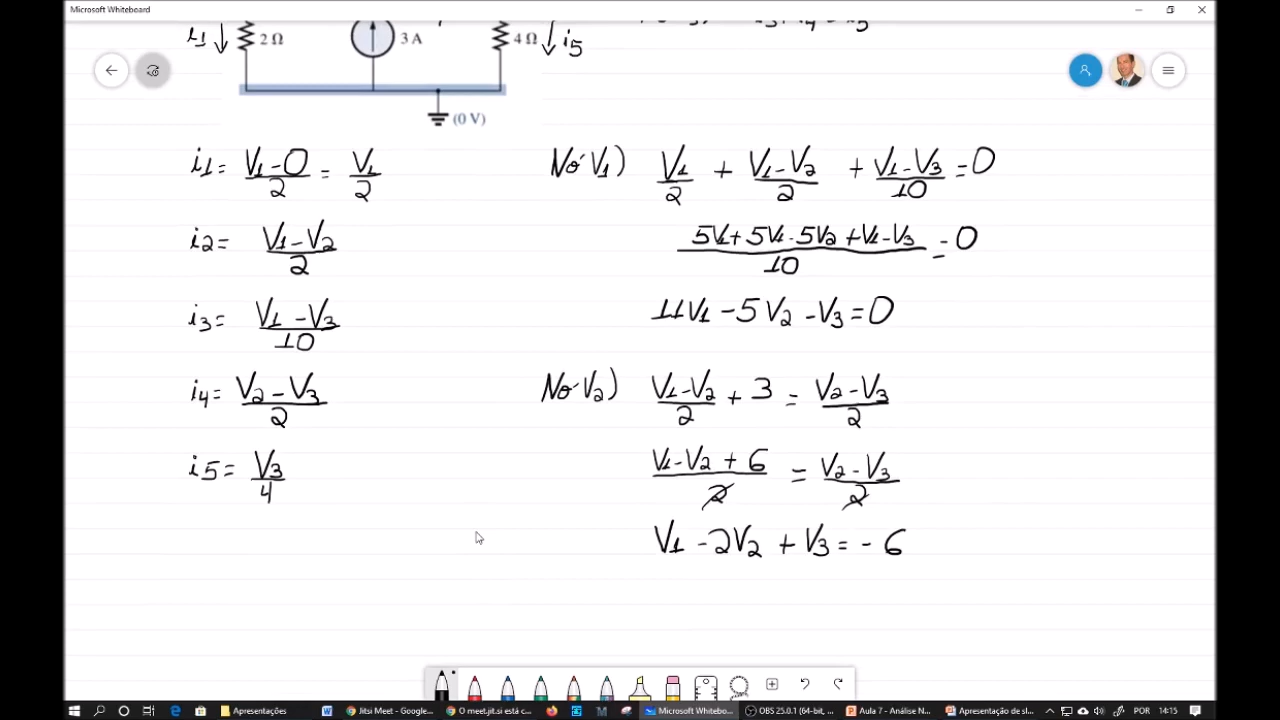 Microsoft Whiteboard
i1 ↓ 2 Ω 3 A 4 Ω ↓ i5
(0 V)
i1 = (V1 - 0)/2 = V1/2
i2 = (V1 - V2)/2
i3 = (V1 - V3)/10
i4 = (V2 - V3)/2
i5 = V3/4
Nó V1) V1/2 + (V1 - V2)/2 + (V1 - V3)/10 = 0
(5V1 + 5V1 - 5V2 + V1 - V3)/10 = 0
11V1 - 5V2 - V3 = 0
Nó V2) (V1 - V2)/2 + 3 = (V2 - V3)/2
(V1 - V2 + 6)/2 = (V2 - V3)/2
V1 - 2V2 + V3 = - 6
Apresentações
Jitsi Meet - Google...
O meet.jit.si está c...
Microsoft Whitebo...
OBS 25.0.1 (64-bit, ...
Aula 7 - Análise N...
Apresentação de sl...
POR 14:15